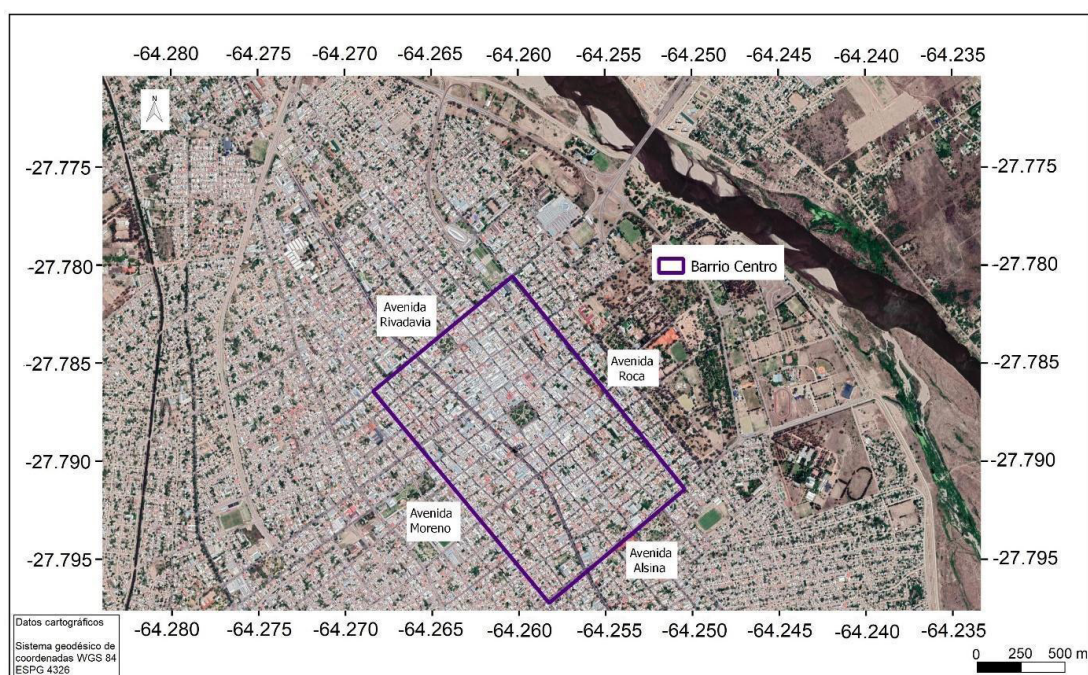 -64.280 -64.275 -64.270 -64.265 -64.260 -64.255 -64.250 -64.245 -64.240 -64.235
N
-27.775 -27.775
-27.780 -27.780
Barrio Centro
Avenida
Rivadavia
-27.785 -27.785
Avenida
Roca
-27.790 -27.790
Avenida
Moreno
Avenida
Alsina
-27.795 -27.795
-64.280 -64.275 -64.270 -64.265 -64.260 -64.255 -64.250 -64.245 -64.240 -64.235
Datos cartográficos
Sistema geodésico de
coordenadas WGS 84
ESPG 4326
0 250 500 m